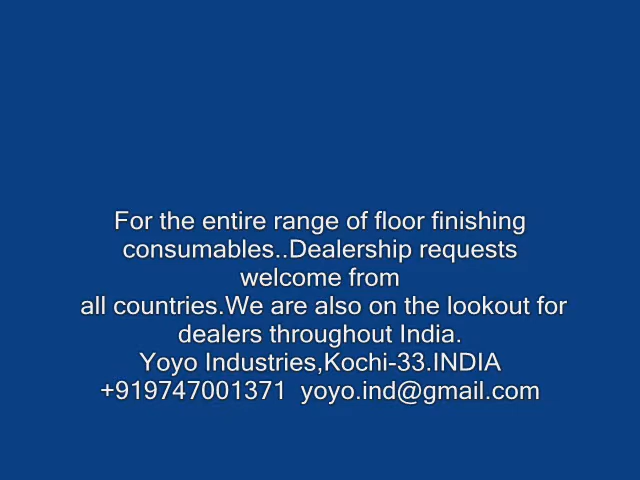 For the entire range of floor finishing
consumables..Dealership requests
welcome from
all countries.We are also on the lookout for
dealers throughout India.
Yoyo Industries,Kochi-33.INDIA
+919747001371  yoyo.ind@gmail.com